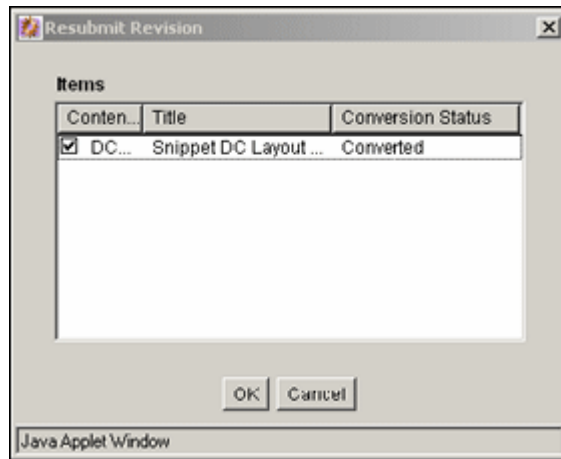 Resubmit Revision
Items
Conten... Title Conversion Status
DC... Snippet DC Layout ... Converted
OK Cancel
Java Applet Window